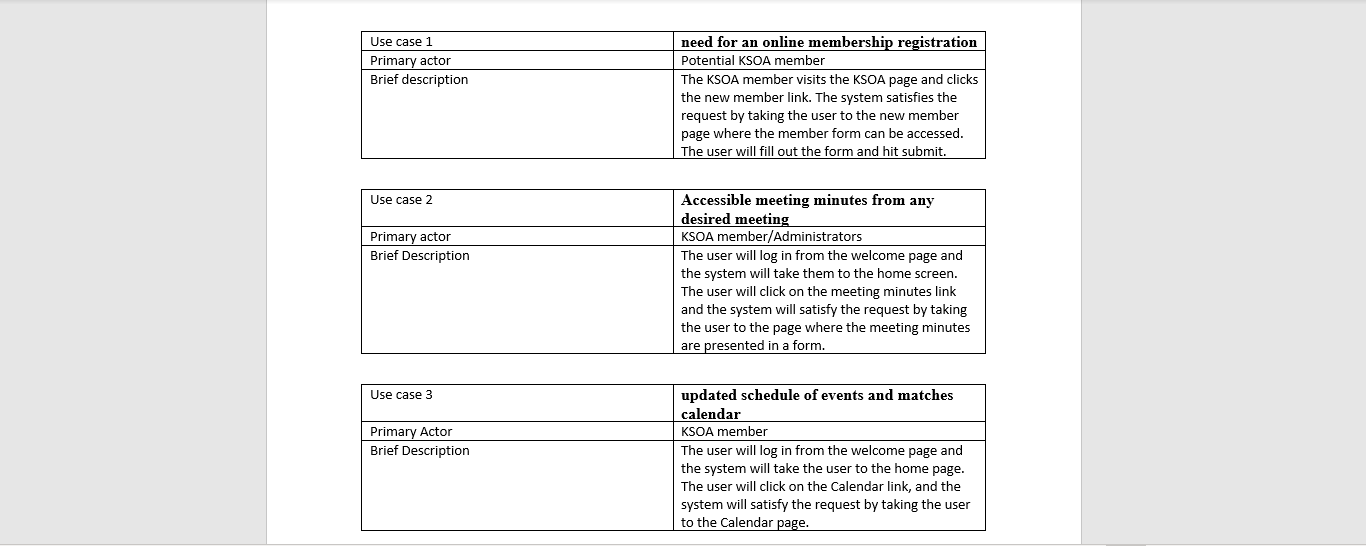 Use case 1
need for an online membership registration
Primary actor
Potential KSOA member
Brief description
The KSOA member visits the KSOA page and clicks
the new member link. The system satisfies the
request by taking the user to the new member
page where the member form can be accessed.
The user will fill out the form and hit submit.
Use case 2
Accessible meeting minutes from any
desired meeting
Primary actor
KSOA member/Administrators
Brief Description
The user will log in from the welcome page and
the system will take them to the home screen.
The user will click on the meeting minutes link
and the system will satisfy the request by taking
the user to the page where the meeting minutes
are presented in a form.
Use case 3
updated schedule of events and matches
calendar
Primary Actor
KSOA member
Brief Description
The user will log in from the welcome page and
the system will take the user to the home page.
The user will click on the Calendar link, and the
system will satisfy the request by taking the user
to the Calendar page.